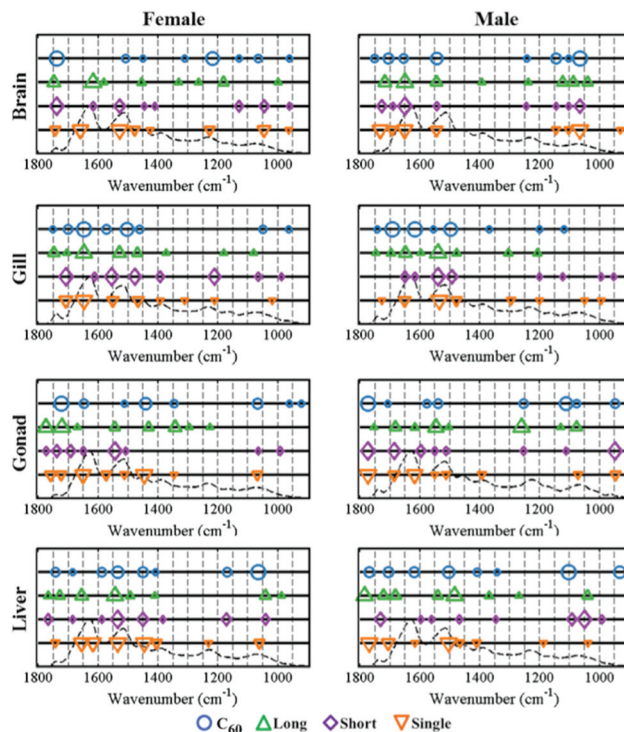 Female Male
Brain
1800 1600 1400 1200 1000 1800 1600 1400 1200 1000
Wavenumber (cm⁻¹) Wavenumber (cm⁻¹)
Gill
1800 1600 1400 1200 1000 1800 1600 1400 1200 1000
Wavenumber (cm⁻¹) Wavenumber (cm⁻¹)
Gonad
1800 1600 1400 1200 1000 1800 1600 1400 1200 1000
Wavenumber (cm⁻¹) Wavenumber (cm⁻¹)
Liver
1800 1600 1400 1200 1000 1800 1600 1400 1200 1000
Wavenumber (cm⁻¹) Wavenumber (cm⁻¹)
C₆₀ Long Short Single